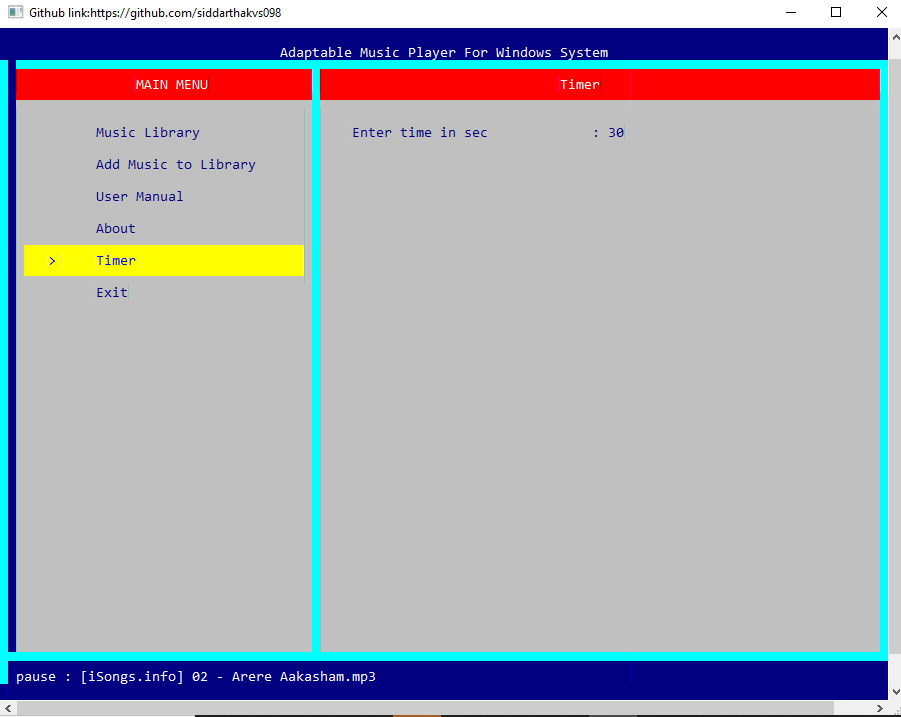 Github link:https://github.com/siddarthakvs098
Adaptable Music Player For Windows System
MAIN MENU
Music Library
Add Music to Library
User Manual
About
> Timer
Exit
Timer
Enter time in sec : 30
pause : [iSongs.info] 02 - Arere Aakasham.mp3